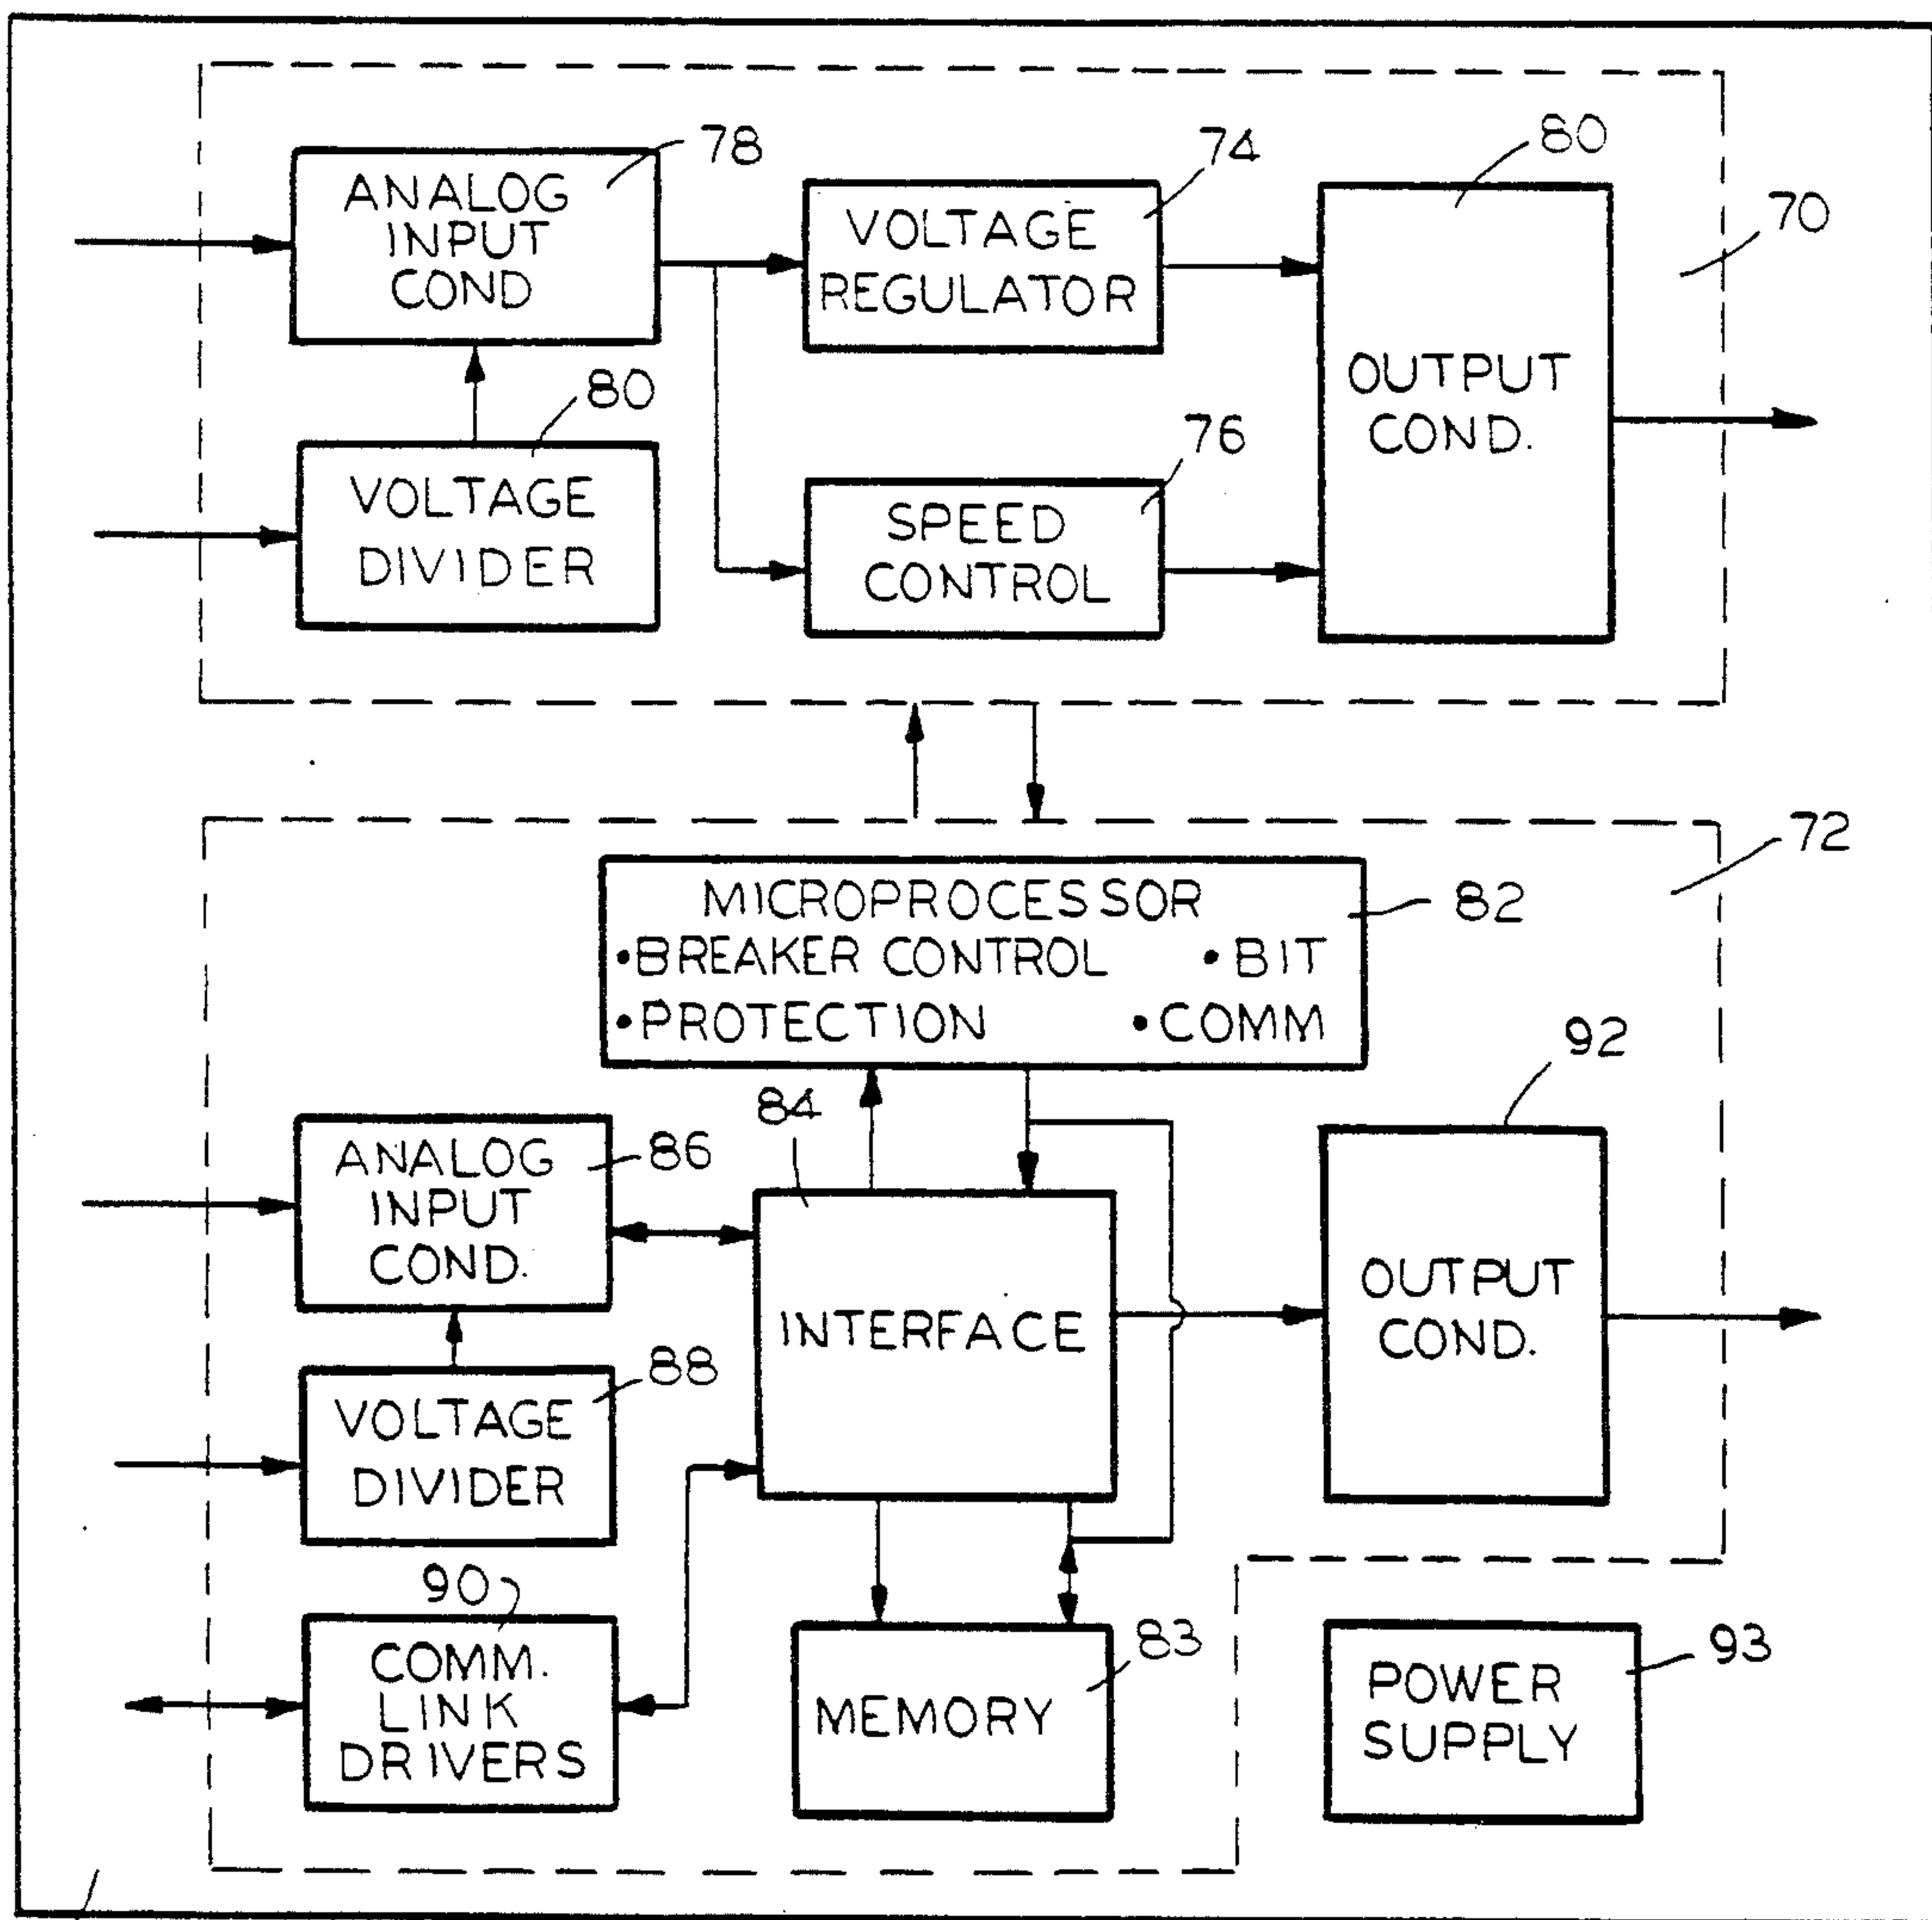 78
ANALOG
INPUT
COND
74
VOLTAGE
REGULATOR
80
OUTPUT
COND.
70
80
VOLTAGE
DIVIDER
76
SPEED
CONTROL
72
MICROPROCESSOR
•BREAKER CONTROL •BIT
•PROTECTION •COMM
82
84
INTERFACE
86
ANALOG
INPUT
COND.
92
OUTPUT
COND.
88
VOLTAGE
DIVIDER
90
COMM.
LINK
DRIVERS
83
MEMORY
93
POWER
SUPPLY